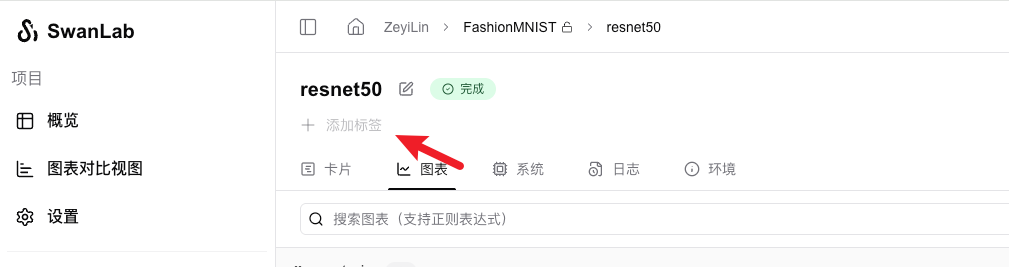 SwanLab
ZeyiLin > FashionMNIST > resnet50
项目
概览
图表对比视图
设置
resnet50 完成
添加标签
卡片 图表 系统 日志 环境
搜索图表（支持正则表达式）